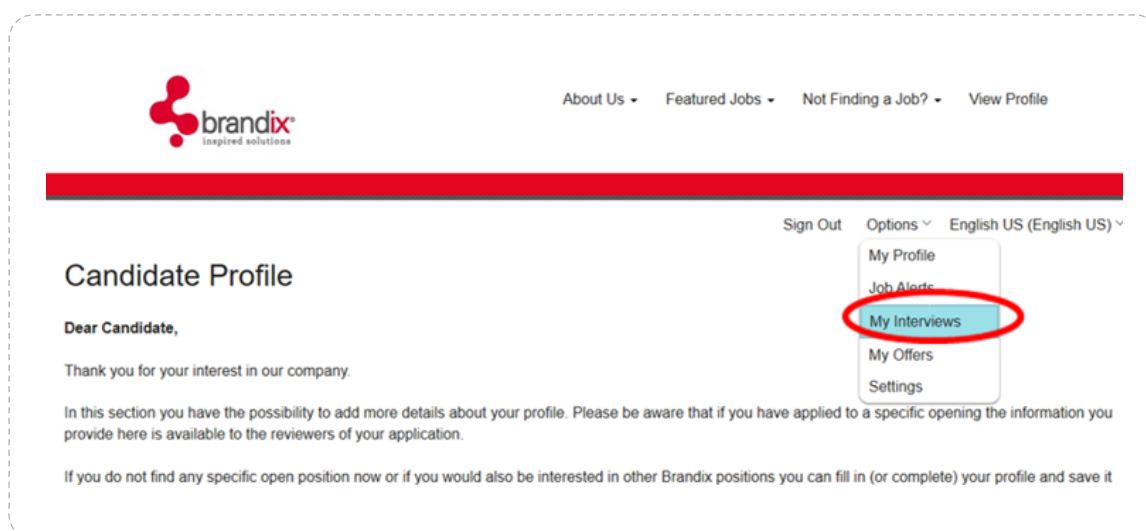 brandix
inspired solutions
About Us Featured Jobs Not Finding a Job? View Profile
Sign Out Options English US (English US)
My Profile
Job Alerts
My Interviews
My Offers
Settings
Candidate Profile
Dear Candidate,
Thank you for your interest in our company.
In this section you have the possibility to add more details about your profile. Please be aware that if you have applied to a specific opening the information you
provide here is available to the reviewers of your application.
If you do not find any specific open position now or if you would also be interested in other Brandix positions you can fill in (or complete) your profile and save it